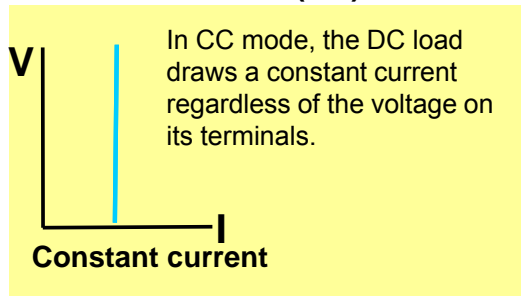 V
In CC mode, the DC load
draws a constant current
regardless of the voltage on
its terminals.
I
Constant current